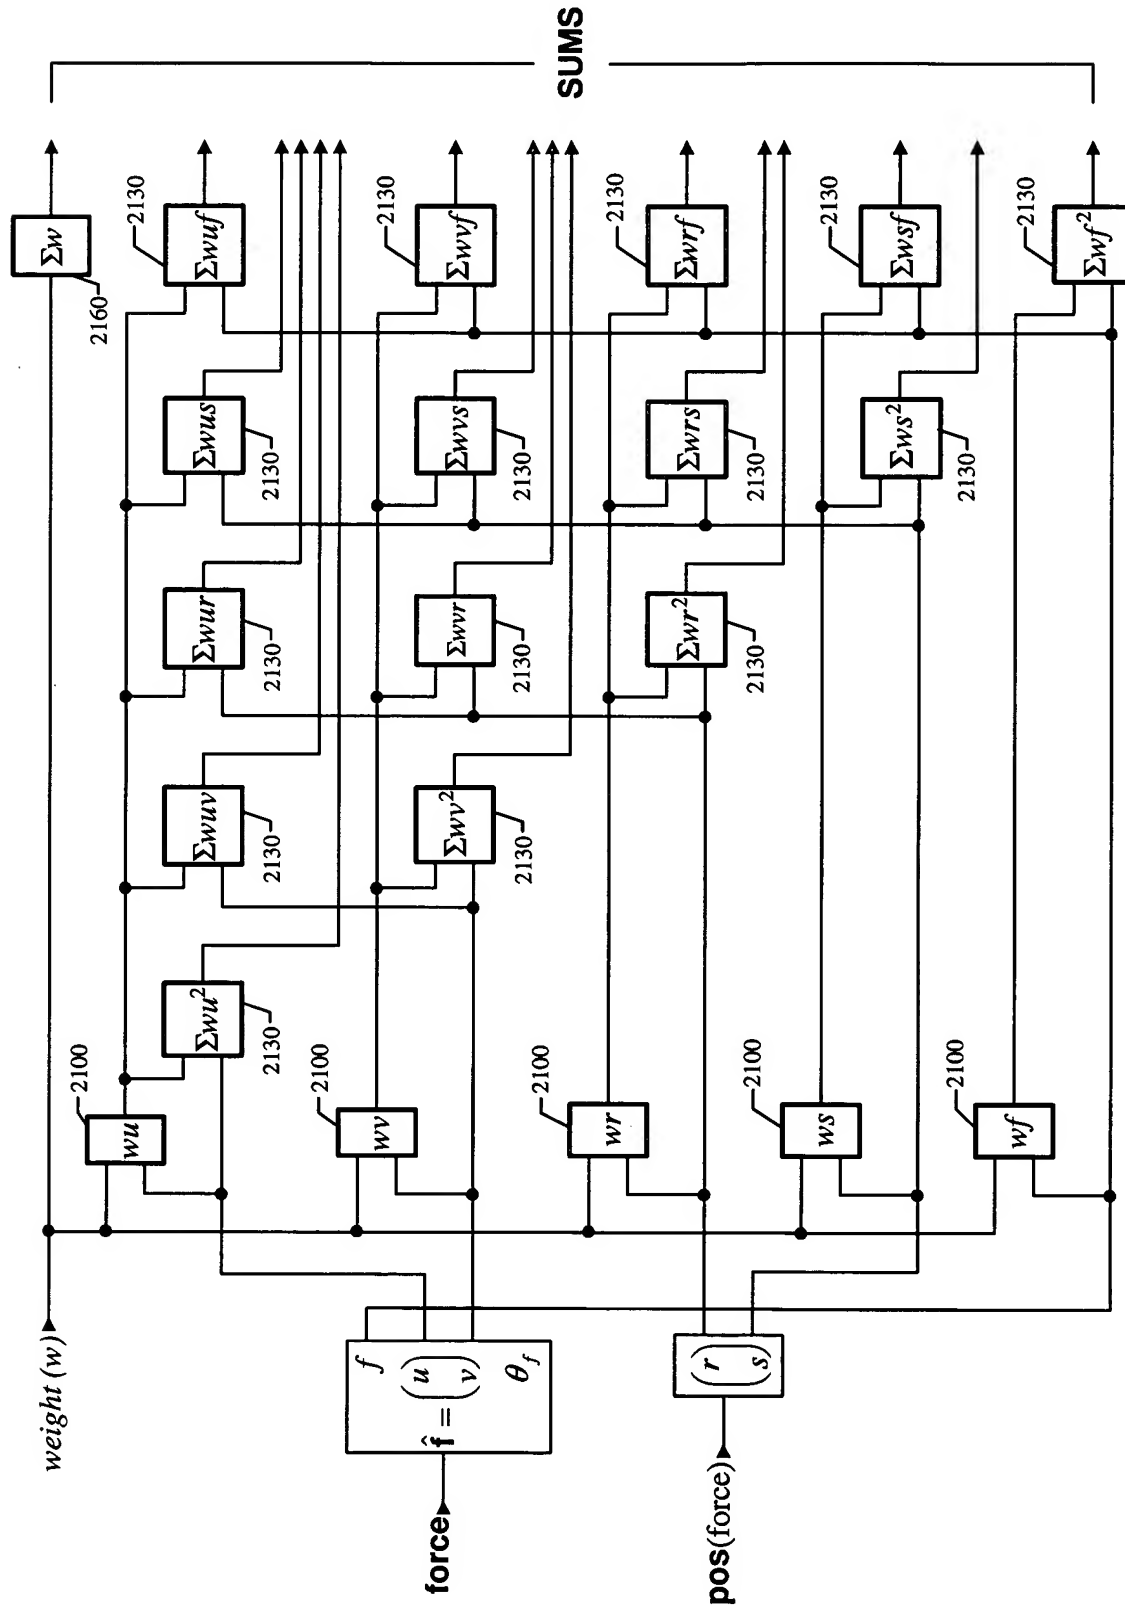 weight (w)
force
f
f̂ = (u v)
θf
pos(force)
(r s)
2100
wu
2100
wv
2100
wr
2100
ws
2100
wf
Σwu²
2130
Σwuv
2130
Σwur
2130
Σwus
2130
Σwuf
2130
Σwv²
2130
Σwvr
2130
Σwvs
2130
Σwvf
2130
Σwr²
2130
Σwrs
2130
Σwrf
2130
Σws²
2130
Σwsf
2130
Σwf²
2130
Σw
2160
SUMS